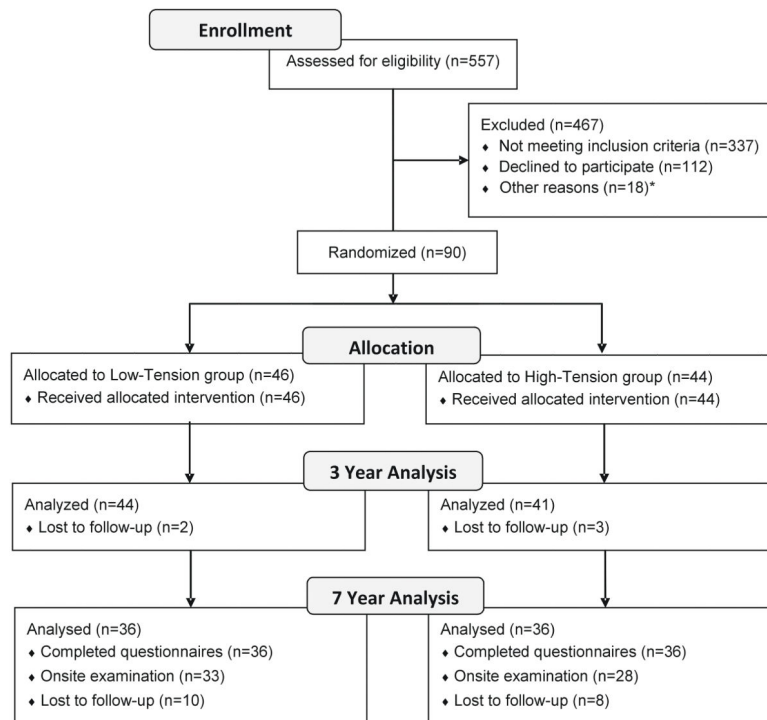 Enrollment
Assessed for eligibility (n=557)
Excluded (n=467)
♦ Not meeting inclusion criteria (n=337)
♦ Declined to participate (n=112)
♦ Other reasons (n=18)*
Randomized (n=90)
Allocation
Allocated to Low-Tension group (n=46)
♦ Received allocated intervention (n=46)
Allocated to High-Tension group (n=44)
♦ Received allocated intervention (n=44)
3 Year Analysis
Analyzed (n=44)
♦ Lost to follow-up (n=2)
Analyzed (n=41)
♦ Lost to follow-up (n=3)
7 Year Analysis
Analysed (n=36)
♦ Completed questionnaires (n=36)
♦ Onsite examination (n=33)
♦ Lost to follow-up (n=10)
Analysed (n=36)
♦ Completed questionnaires (n=36)
♦ Onsite examination (n=28)
♦ Lost to follow-up (n=8)